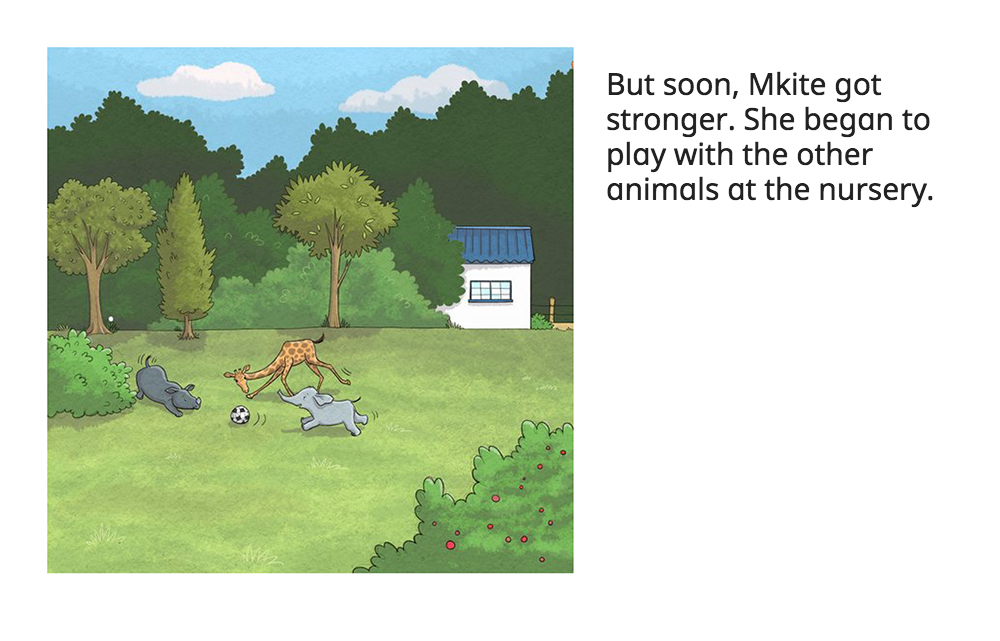 But soon, Mkite got
stronger. She began to
play with the other
animals at the nursery.